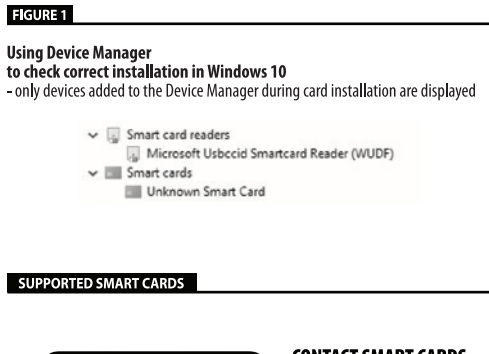 FIGURE 1
Using Device Manager
to check correct installation in Windows 10
- only devices added to the Device Manager during card installation are displayed
Smart card readers
Microsoft Usbccid Smartcard Reader (WUDF)
Smart cards
Unknown Smart Card
SUPPORTED SMART CARDS
CONTACT SMART CARDS